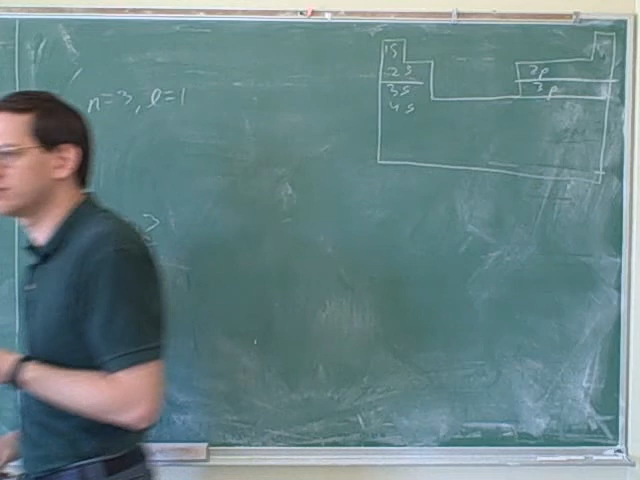 n=3, l=1
1s
2s
3s
4s
2p
3p